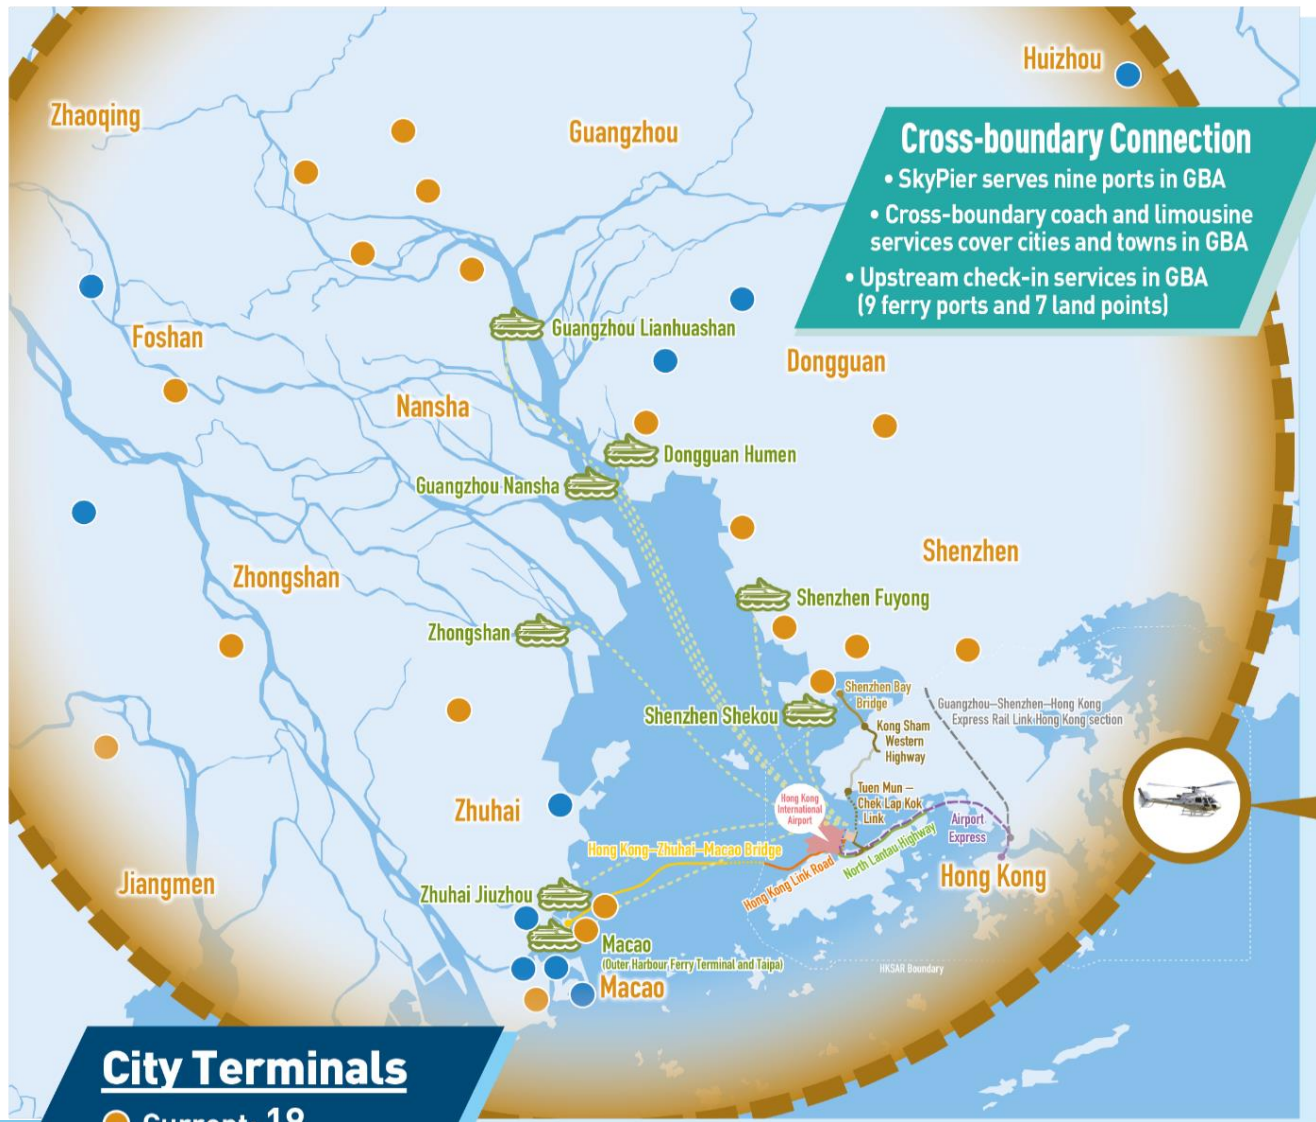 Huizhou
Zhaoqing
Guangzhou
Cross-boundary Connection
• SkyPier serves nine ports in GBA
• Cross-boundary coach and limousine
services cover cities and towns in GBA
• Upstream check-in services in GBA
(9 ferry ports and 7 land points)
Guangzhou Lianhuashan
Foshan
Dongguan
Nansha
Dongguan Humen
Guangzhou Nansha
Shenzhen
Zhongshan
Shenzhen Fuyong
Zhongshan
Shenzhen Bay
Bridge
Guangzhou–Shenzhen–Hong Kong
Express Rail Link Hong Kong section
Shenzhen Shekou
Kong Sham
Western
Highway
Tuen Mun –
Chek Lap Kok
Link
Hong Kong
International
Airport
Zhuhai
Airport
Express
Hong Kong–Zhuhai–Macao Bridge
North Lantau Highway
Hong Kong Link Road
Jiangmen
Hong Kong
Zhuhai Jiuzhou
Macao
(Outer Harbour Ferry Terminal and Taipa)
HKSAR Boundary
Macao
City Terminals
Current 18